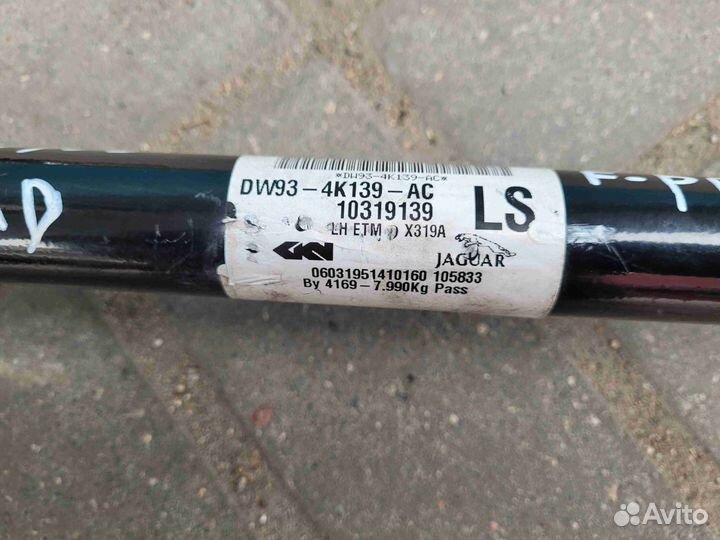 *DW93-4K139-AC*
DW93-4K139-AC
10319139
LS
LH ETM X319A
GKN
JAGUAR
06031951410160 105833
By 4169-7.990Kg Pass
Avito